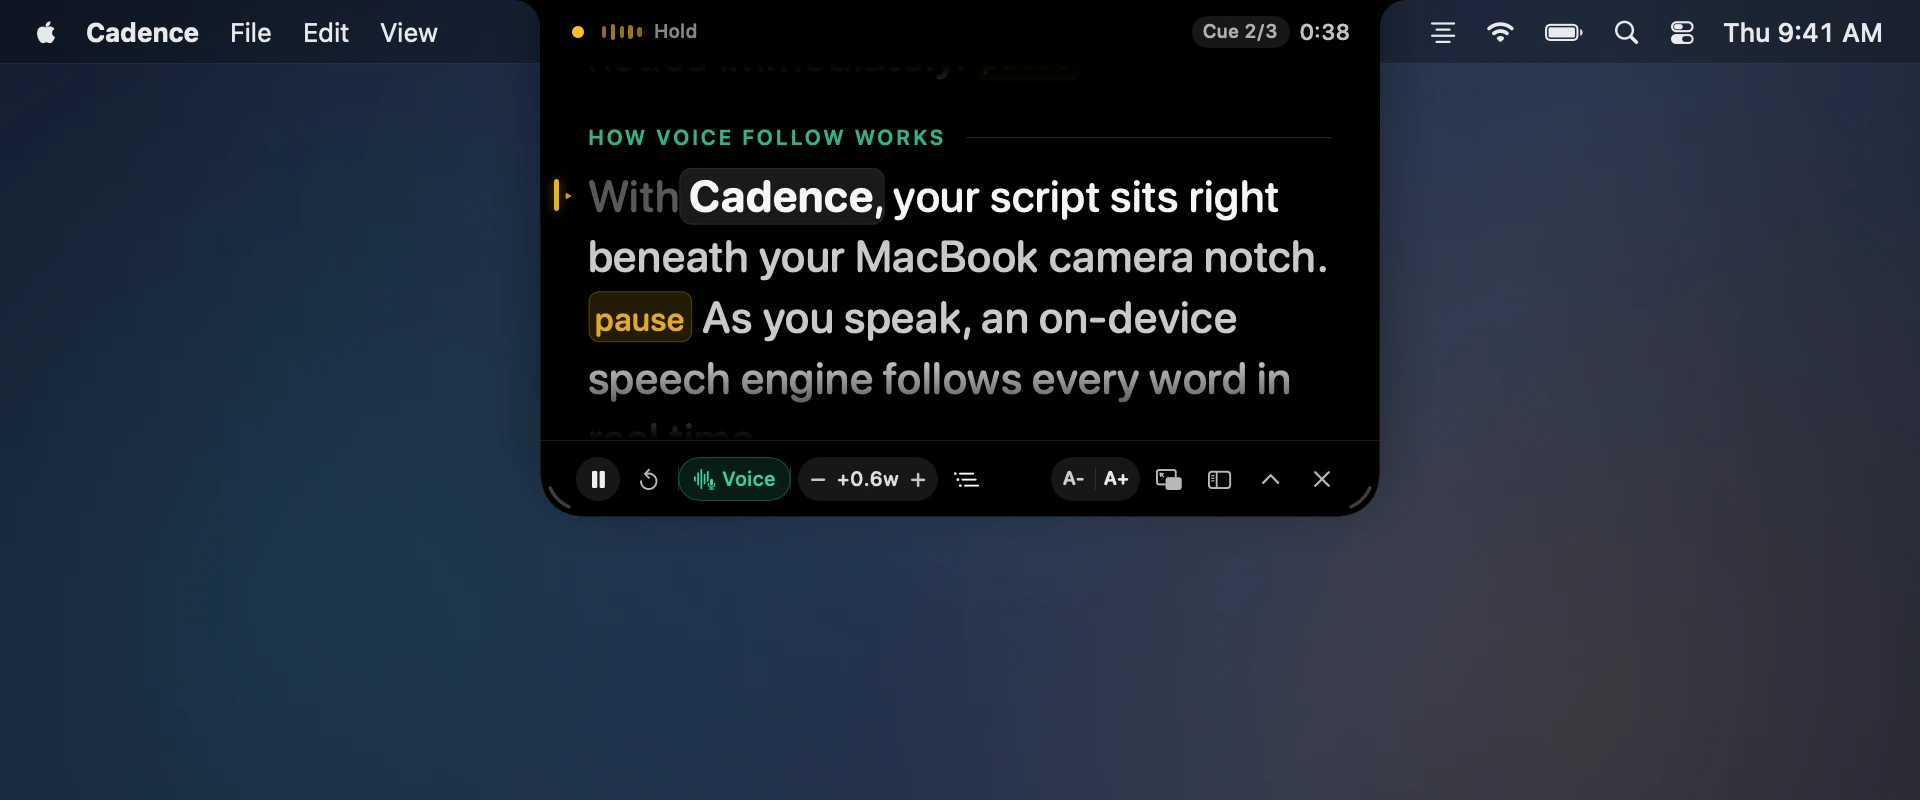 Cadence File Edit View
Hold Cue 2/3 0:38
Thu 9:41 AM
HOW VOICE FOLLOW WORKS
With Cadence, your script sits right
beneath your MacBook camera notch.
pause As you speak, an on-device
speech engine follows every word in
Voice − +0.6w + A- A+